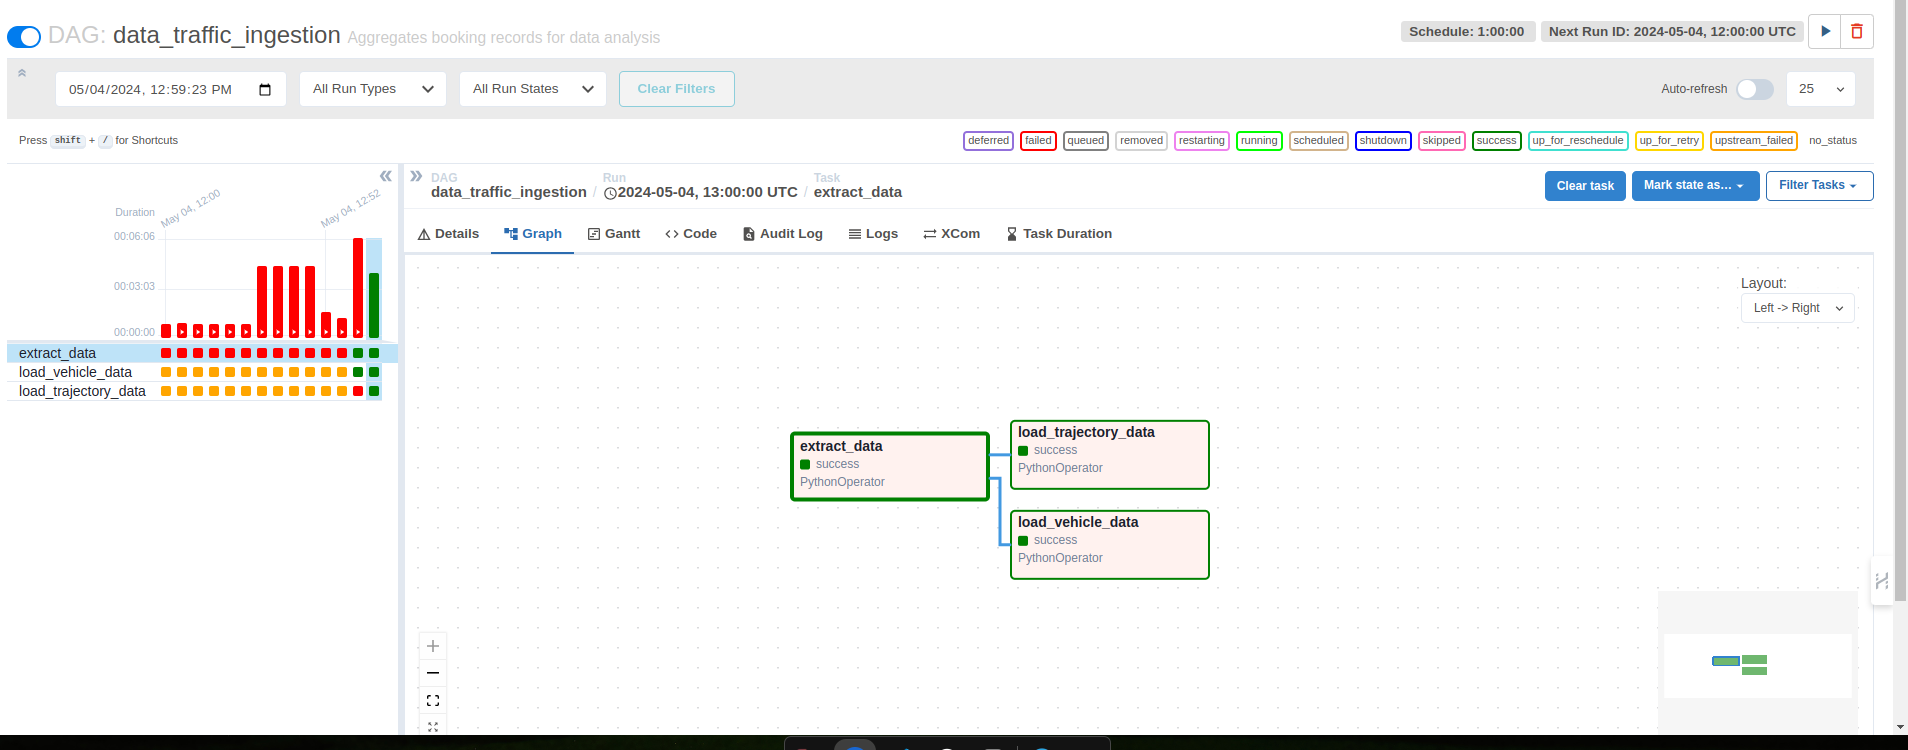 DAG: data_traffic_ingestion Aggregates booking records for data analysis
Schedule: 1:00:00 Next Run ID: 2024-05-04, 12:00:00 UTC
05/04/2024, 12:59:23 PM All Run Types All Run States Clear Filters Auto-refresh 25
Press shift + / for Shortcuts
deferred failed queued removed restarting running scheduled shutdown skipped success up_for_reschedule up_for_retry upstream_failed no_status
Duration
May 04, 12:00
May 04, 12:52
00:06:06
00:03:03
00:00:00
extract_data
load_vehicle_data
load_trajectory_data
DAG Run Task
data_traffic_ingestion / 2024-05-04, 13:00:00 UTC / extract_data
Clear task Mark state as... Filter Tasks
Details Graph Gantt Code Audit Log Logs XCom Task Duration
Layout:
Left -> Right
extract_data
success
PythonOperator
load_trajectory_data
success
PythonOperator
load_vehicle_data
success
PythonOperator